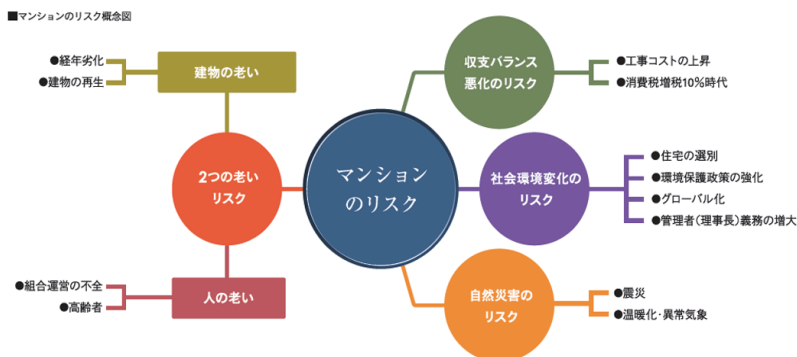 ■マンションのリスク概念図
●経年劣化
●建物の再生
建物の老い
2つの老い
リスク
●組合運営の不全
●高齢者
人の老い
マンション
のリスク
収支バランス
悪化のリスク
●工事コストの上昇
●消費税増税10％時代
社会環境変化の
リスク
●住宅の選別
●環境保護政策の強化
●グローバル化
●管理者（理事長）義務の増大
自然災害の
リスク
●震災
●温暖化・異常気象